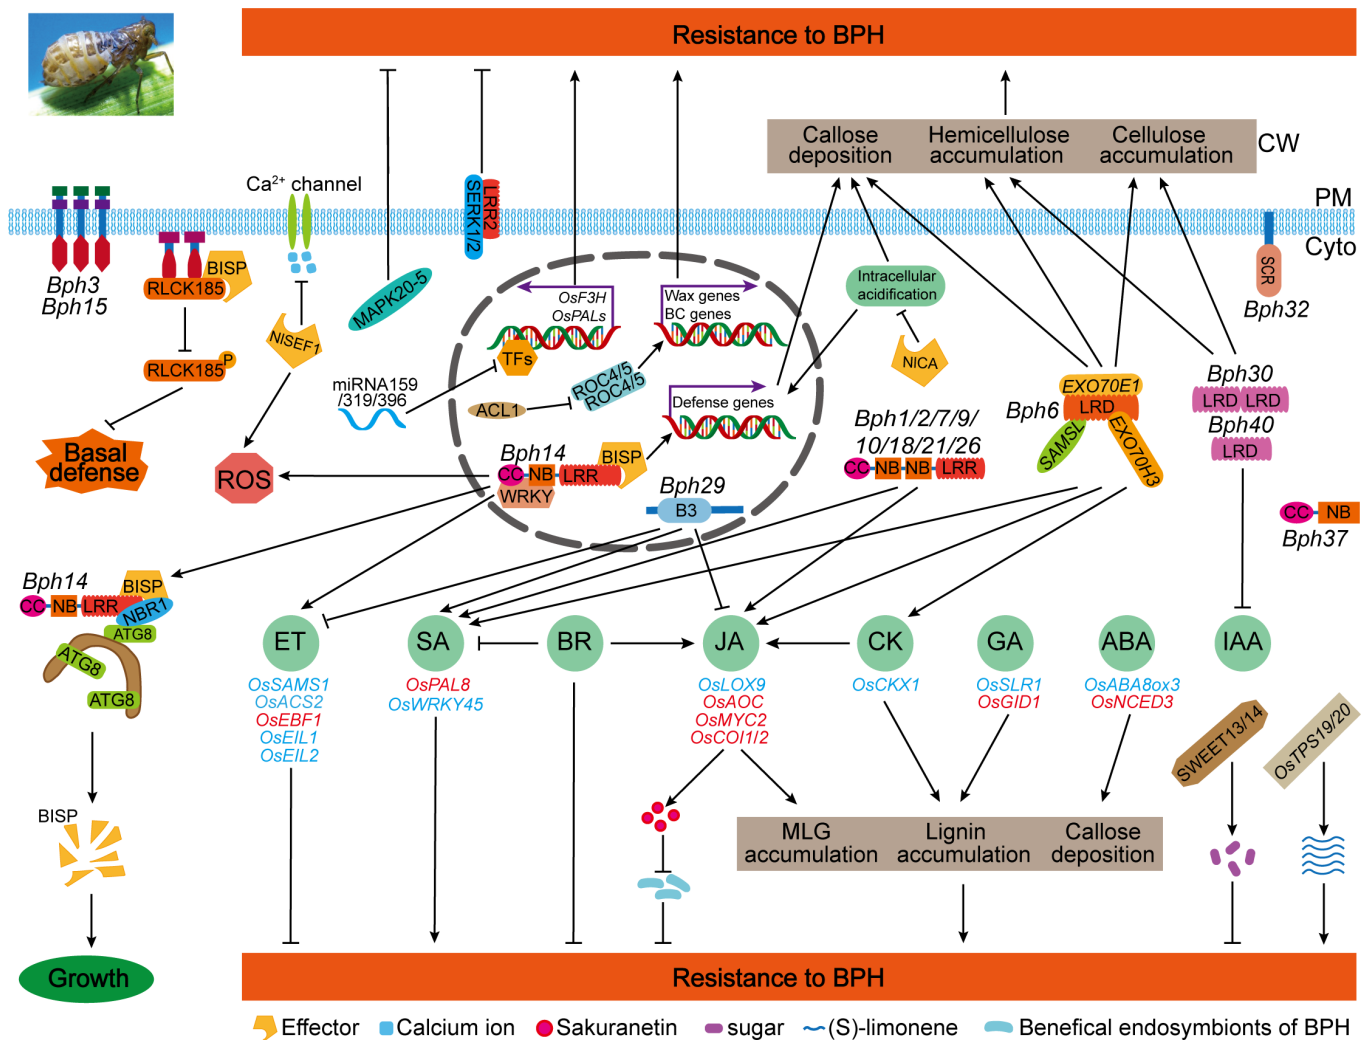 Resistance to BPH
Callose
deposition
Hemicellulose
accumulation
Cellulose
accumulation
CW
PM
Cyto
Ca²⁺ channel
Bph3
Bph15
BISP
RLCK185
RLCK185
P
Basal
defense
NISEF1
ROS
MAPK20-5
SERK1/2
LRR2
miRNA159
/319/396
OsF3H
OsPALs
TFs
Wax genes
BC genes
ROC4/5
ROC4/5
ACL1
Defense genes
Bph14
CC
NB
LRR
BISP
WRKY
Bph29
B3
Intracellular
acidification
NICA
Bph1/2/7/9/
10/18/21/26
CC
NB
NB
LRR
Bph6
EXO70E1
LRD
SAMSL
EXO70H3
SCR
Bph32
Bph30
LRD
LRD
Bph40
LRD
CC
NB
Bph37
Bph14
CC
NB
LRR
BISP
NBR1
ATG8
ATG8
ATG8
BISP
Growth
ET
SA
BR
JA
CK
GA
ABA
IAA
OsSAMS1
OsACS2
OsEBF1
OsEIL1
OsEIL2
OsPAL8
OsWRKY45
OsLOX9
OsAOC
OsMYC2
OsCOI1/2
OsCKX1
OsSLR1
OsGID1
OsABA8ox3
OsNCED3
SWEET13/14
OsTPS19/20
MLG
accumulation
Lignin
accumulation
Callose
deposition
Resistance to BPH
Effector
Calcium ion
Sakuranetin
sugar
(S)-limonene
Benefical endosymbionts of BPH